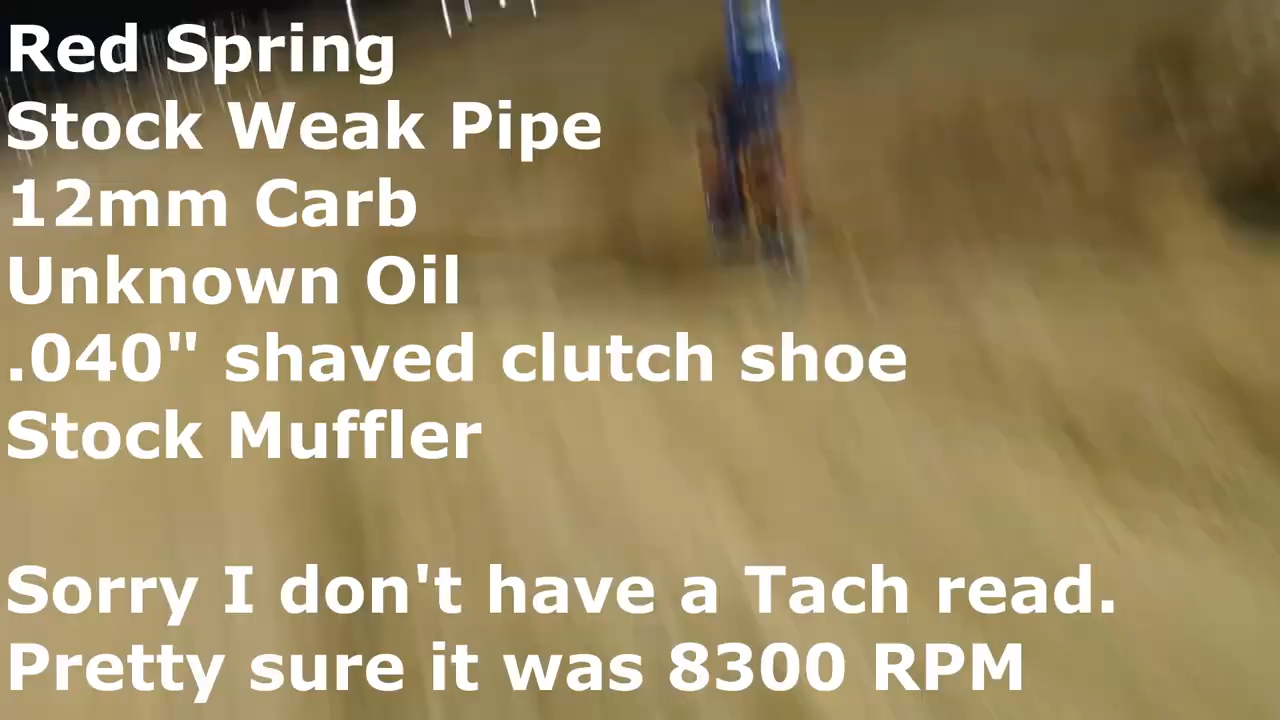 Red Spring
Stock Weak Pipe
12mm Carb
Unknown Oil
.040" shaved clutch shoe
Stock Muffler
Sorry I don't have a Tach read.
Pretty sure it was 8300 RPM